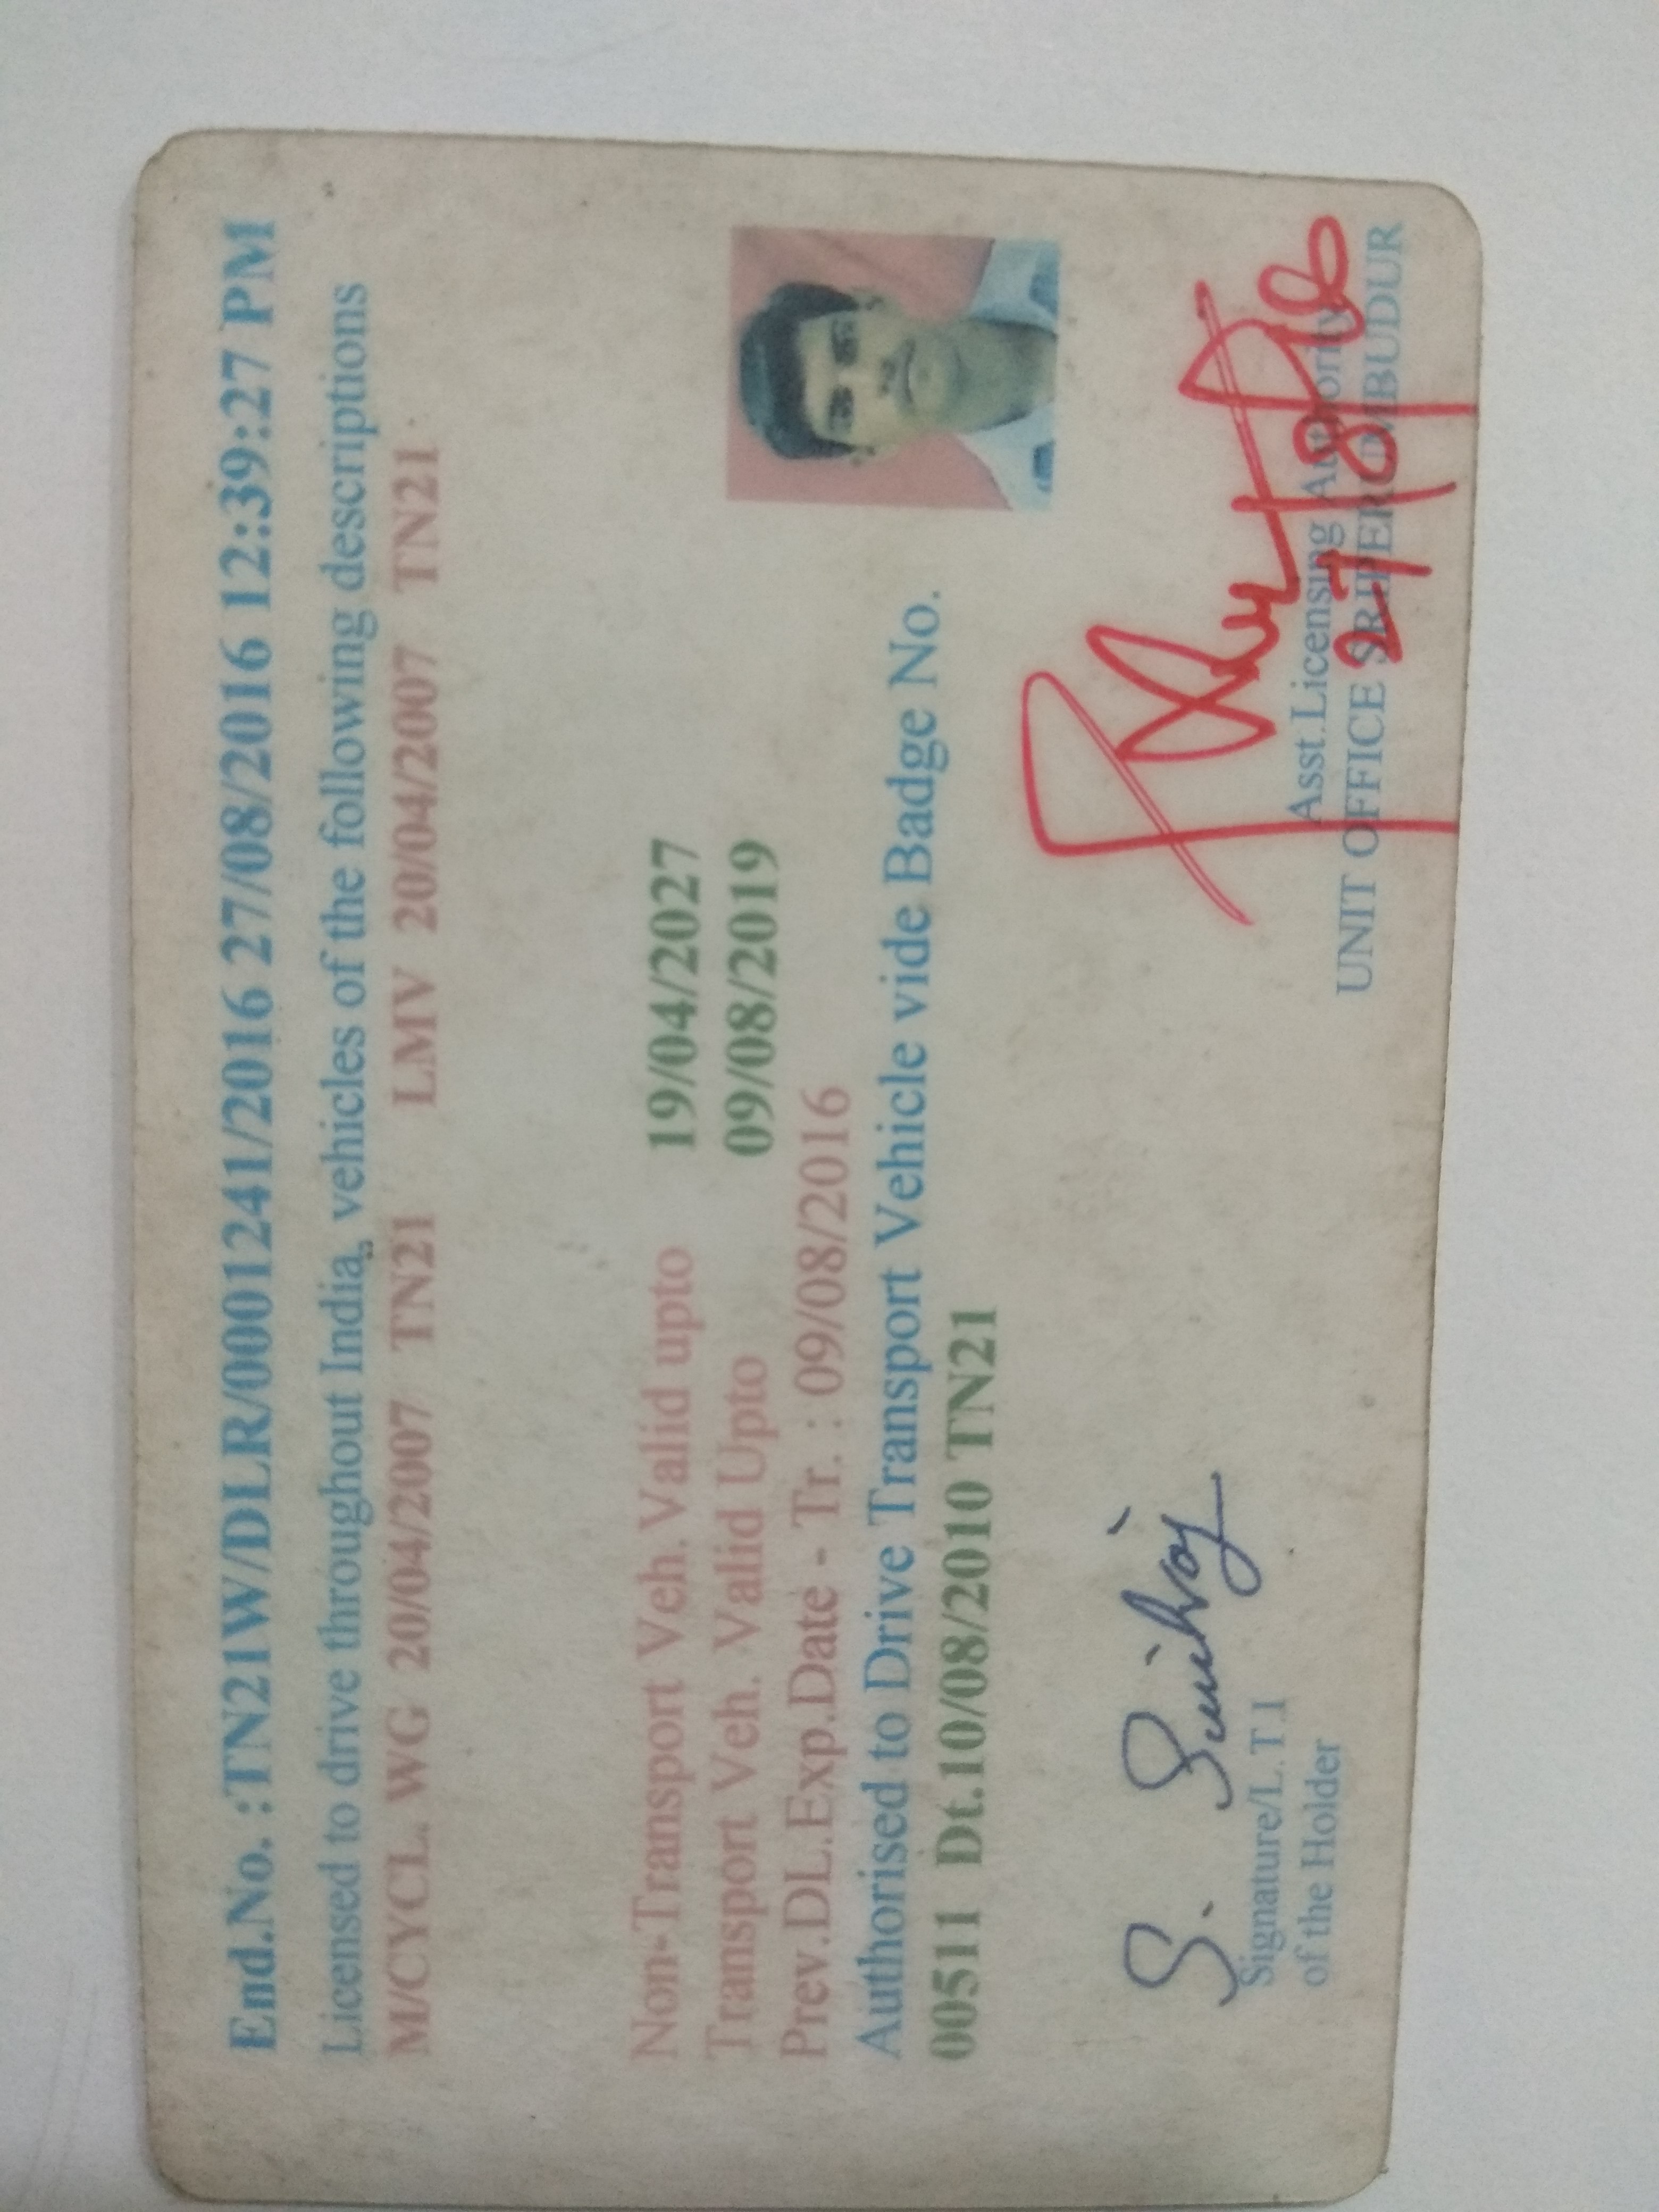 End.No. :TN21W/DLR/0001241/2016 27/08/2016 12:39:27 PM
Licensed to drive throughout India, vehicles of the following descriptions
M/CYCL. WG 20/04/2007 TN21 LMV 20/04/2007 TN21
Non-Transport Veh. Valid upto 19/04/2027
Transport Veh. Valid Upto 09/08/2019
Prev.DL.Exp.Date - Tr. : 09/08/2016
Authorised to Drive Transport Vehicle vide Badge No.
00511 Dt.10/08/2010 TN21
S.
Signature/L.T.I
of the Holder
Asst.Licensing Authority
UNIT OFFICE SRIPERUMBUDUR
27/8/